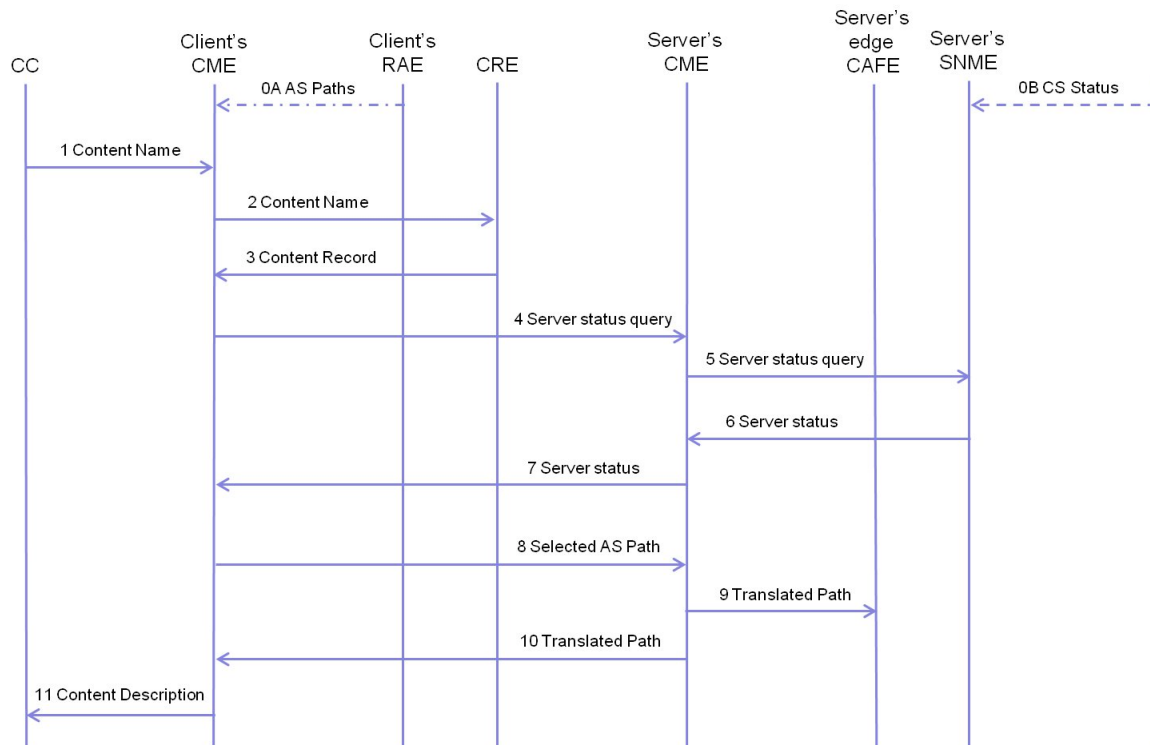 CC
Client's
CME
Client's
RAE
CRE
Server's
CME
Server's
edge
CAFE
Server's
SNME
0A AS Paths
0B CS Status
1 Content Name
2 Content Name
3 Content Record
4 Server status query
5 Server status query
6 Server status
7 Server status
8 Selected AS Path
9 Translated Path
10 Translated Path
11 Content Description